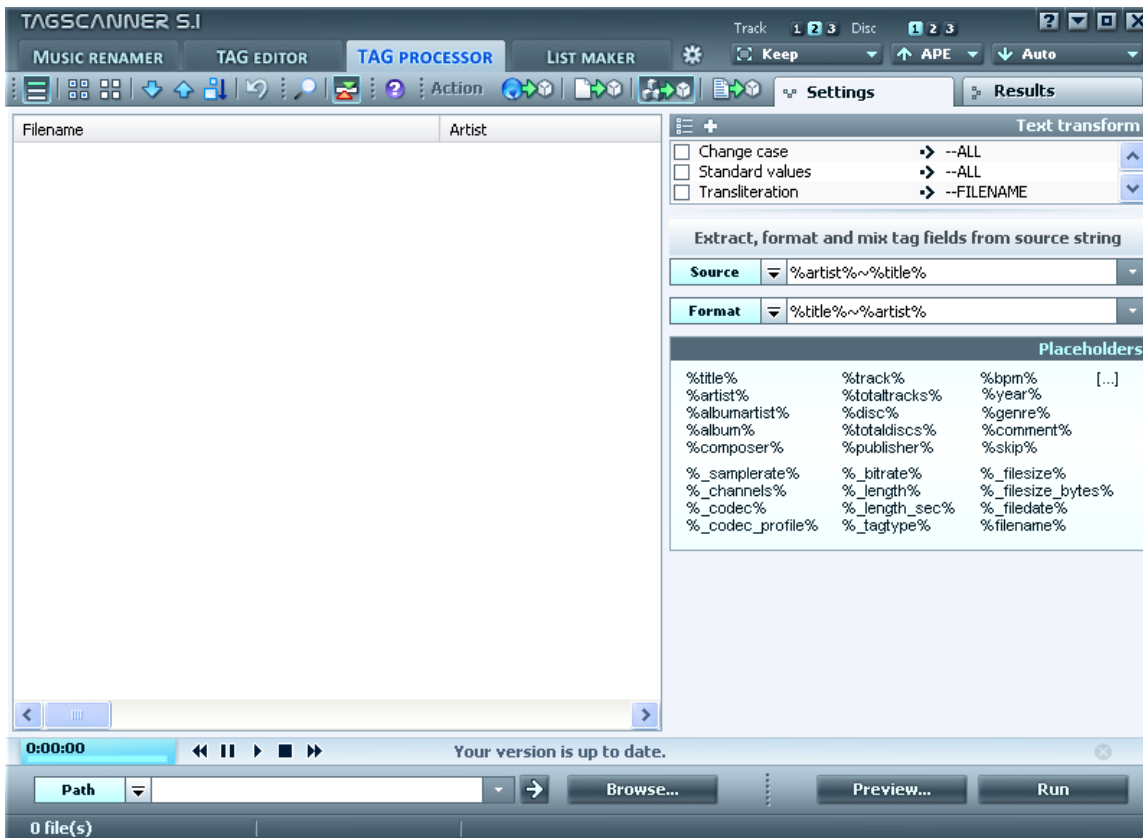 TAGSCANNER 5.1
Track 1 2 3 Disc 1 2 3
MUSIC RENAMER TAG EDITOR TAG PROCESSOR LIST MAKER Keep APE Auto
Action Settings Results
Filename Artist
Text transform
Change case --ALL
Standard values --ALL
Transliteration --FILENAME
Extract, format and mix tag fields from source string
Source %artist%~%title%
Format %title%~%artist%
Placeholders
%title% %track% %bpm% [...]
%artist% %totaltracks% %year%
%albumartist% %disc% %genre%
%album% %totaldiscs% %comment%
%composer% %publisher% %skip%
%_samplerate% %_bitrate% %_filesize%
%_channels% %_length% %_filesize_bytes%
%_codec% %_length_sec% %_filedate%
%_codec_profile% %_tagtype% %filename%
0:00:00 Your version is up to date.
Path Browse... Preview... Run
0 file(s)